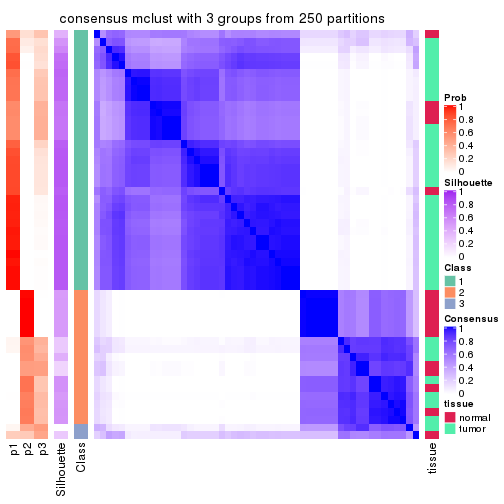 consensus mclust with 3 groups from 250 partitions
Prob
1
0.8
0.6
0.4
0.2
0
Silhouette
1
0.8
0.6
0.4
0.2
0
Class
1
2
3
Consensus
1
0.8
0.6
0.4
0.2
0
tissue
normal
tumor
p1
p2
p3
Silhouette
Class
tissue